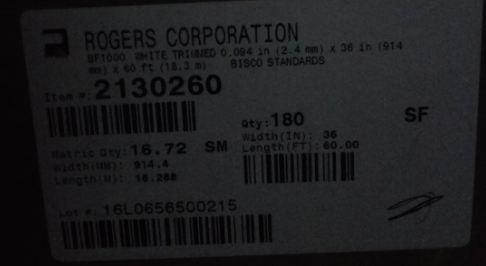 ROGERS CORPORATION
BF1000 WHITE TRIMMED 0.094 in (2.4 mm) x 36 in (914
mm) x 60 ft (18.3 m) BISCO STANDARDS
Item #: 2130260
Qty: 180 SF
Width(IN): 36
Length(FT): 60.00
Metric Qty: 16.72 SM
Width(MM): 914.4
Length(M): 18.288
Lot #: 16L0656500215